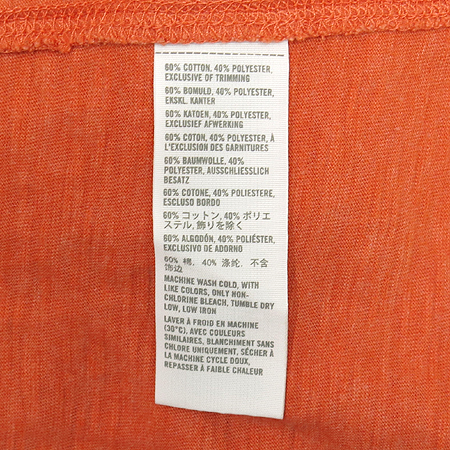 60% COTTON, 40% POLYESTER,
EXCLUSIVE OF TRIMMING
60% BOMULD, 40% POLYESTER,
EKSKL. KANTER
60% KATOEN, 40% POLYESTER,
EXCLUSIEF AFWERKING
60% COTON, 40% POLYESTER, À
L'EXCLUSION DES GARNITURES
60% BAUMWOLLE, 40%
POLYESTER, AUSSCHLIESSLICH
BESATZ
60% COTONE, 40% POLIESTERE,
ESCLUSO BORDO
60% コットン, 40% ポリエ
ステル, 飾りを除く
60% ALGODÓN, 40% POLIÉSTER,
EXCLUSIVO DE ADORNO
60% 棉, 40% 涤纶, 不含
饰边
MACHINE WASH COLD, WITH
LIKE COLORS, ONLY NON-
CHLORINE BLEACH, TUMBLE DRY
LOW, LOW IRON
LAVER À FROID EN MACHINE
(30°C), AVEC COULEURS
SIMILAIRES, BLANCHIMENT SANS
CHLORE UNIQUEMENT, SÉCHER À
LA MACHINE CYCLE DOUX,
REPASSER À FAIBLE CHALEUR